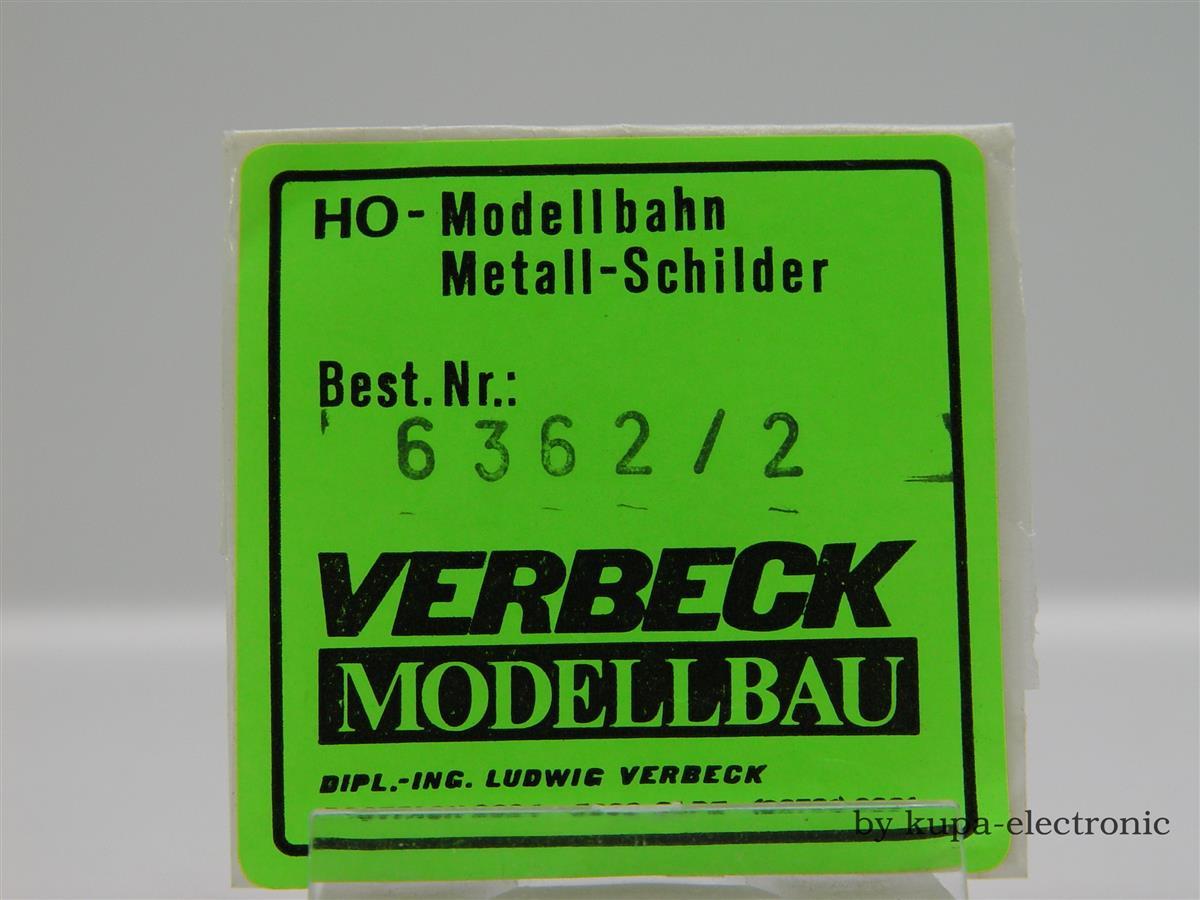 HO-Modellbahn
Metall-Schilder
Best.Nr.:
6362/2
VERBECK
MODELLBAU
DIPL.-ING. LUDWIG VERBECK
by kupa-electronic